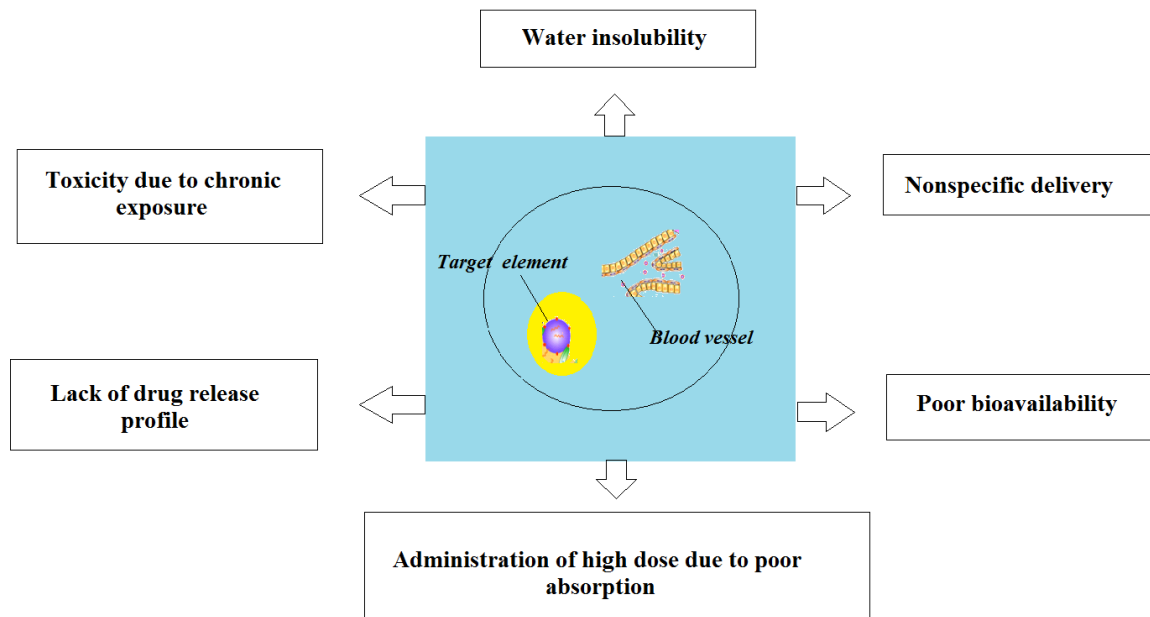 Water insolubility
Toxicity due to chronic
exposure
Nonspecific delivery
Target element
Blood vessel
Lack of drug release
profile
Poor bioavailability
Administration of high dose due to poor
absorption